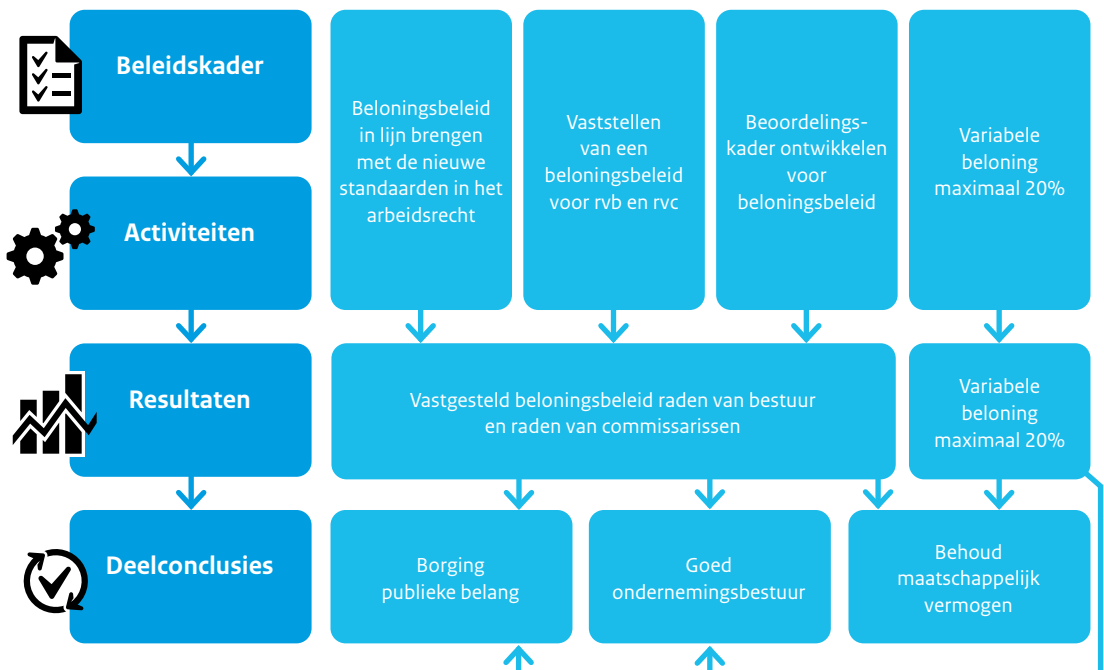 Beleidskader
Activiteiten
Beloningsbeleid
in lijn brengen
met de nieuwe
standaarden in het
arbeidsrecht
Vaststellen
van een
beloningsbeleid
voor rvb en rvc
Beoordelings-
kader ontwikkelen
voor
beloningsbeleid
Variabele
beloning
maximaal 20%
Resultaten
Vastgesteld beloningsbeleid raden van bestuur
en raden van commissarissen
Variabele
beloning
maximaal 20%
Deelconclusies
Borging
publieke belang
Goed
ondernemingsbestuur
Behoud
maatschappelijk
vermogen